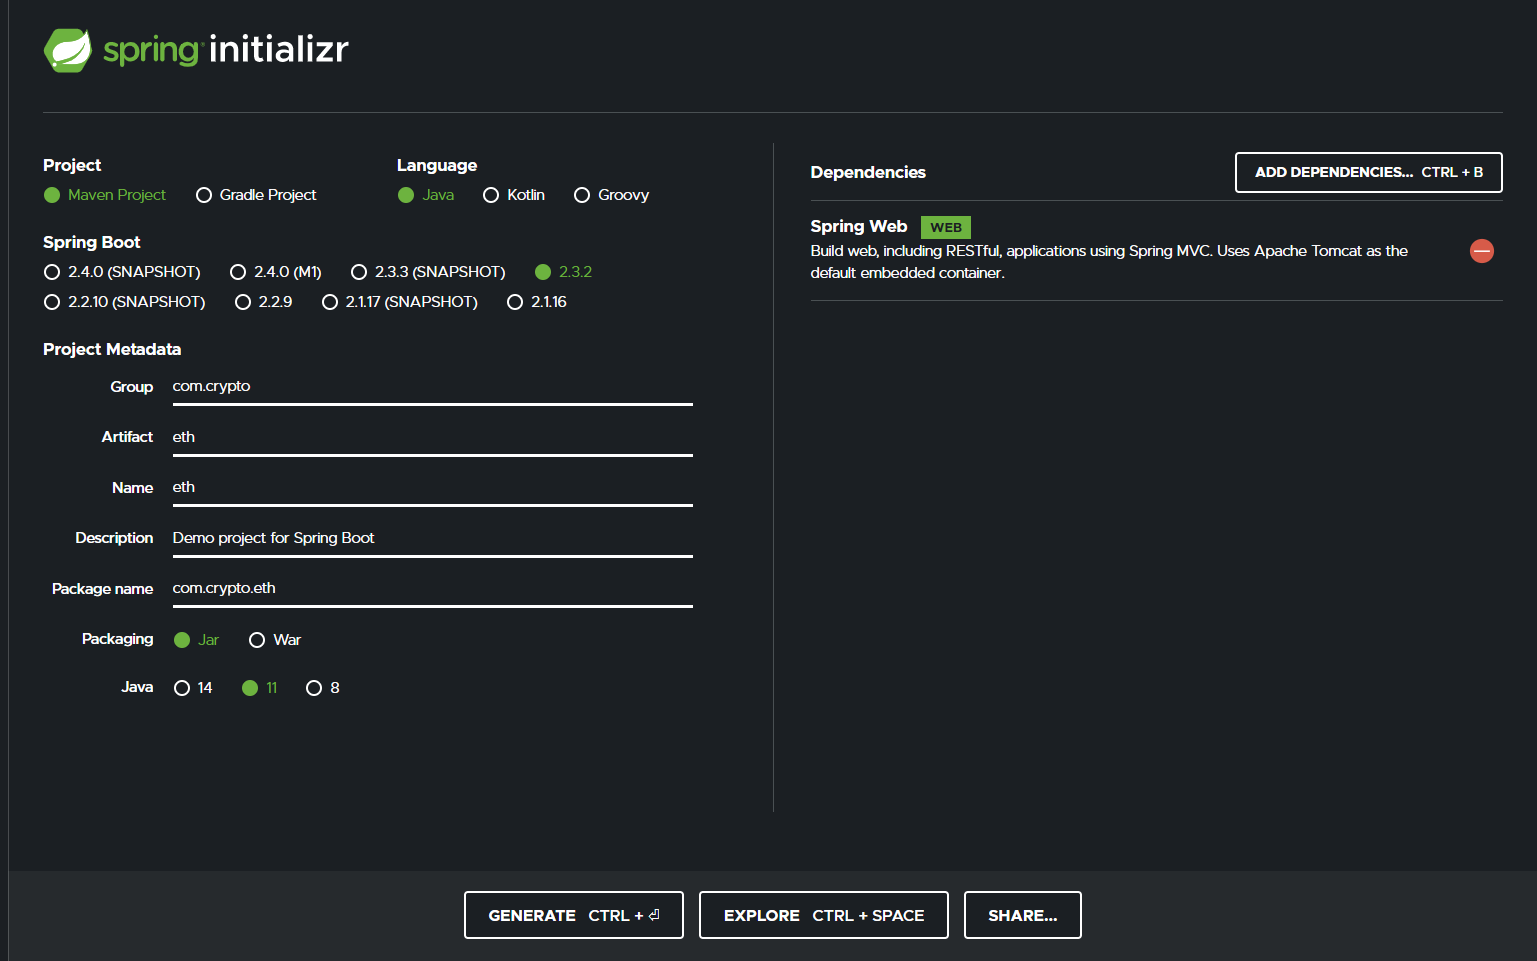 spring initializr
Project
Maven Project Gradle Project
Language
Java Kotlin Groovy
Spring Boot
2.4.0 (SNAPSHOT) 2.4.0 (M1) 2.3.3 (SNAPSHOT) 2.3.2
2.2.10 (SNAPSHOT) 2.2.9 2.1.17 (SNAPSHOT) 2.1.16
Project Metadata
Group com.crypto
Artifact eth
Name eth
Description Demo project for Spring Boot
Package name com.crypto.eth
Packaging Jar War
Java 14 11 8
Dependencies
ADD DEPENDENCIES... CTRL + B
Spring Web WEB
Build web, including RESTful, applications using Spring MVC. Uses Apache Tomcat as the
default embedded container.
GENERATE CTRL + ⏎
EXPLORE CTRL + SPACE
SHARE...